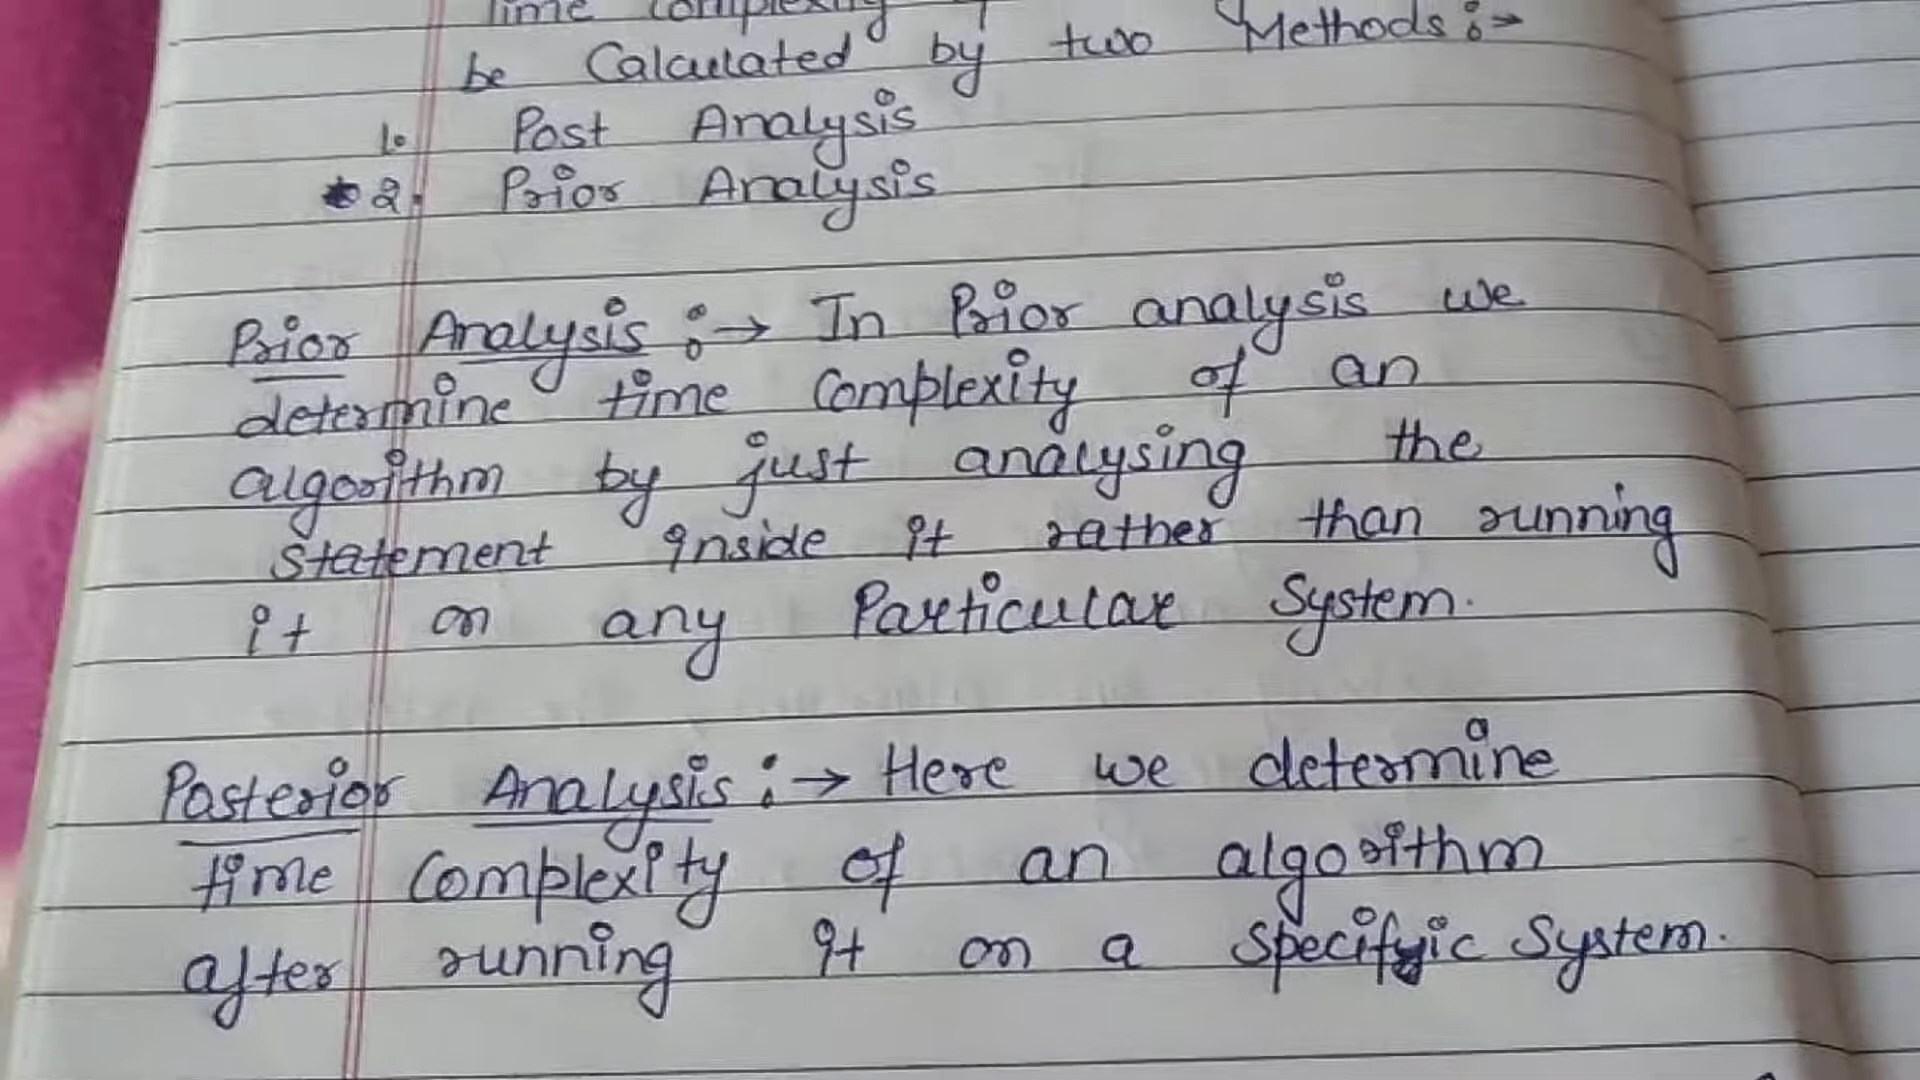 Time Complexity
be Calculated by two Methods :→
1. Post Analysis
2. Prior Analysis
Prior Analysis :→ In Prior analysis we
determine time Complexity of an
algorithm by just analysing the
statement inside it rather than running
it on any Particular System.
Posterior Analysis :→ Here we determine
time Complexity of an algorithm
after running it on a specific System.